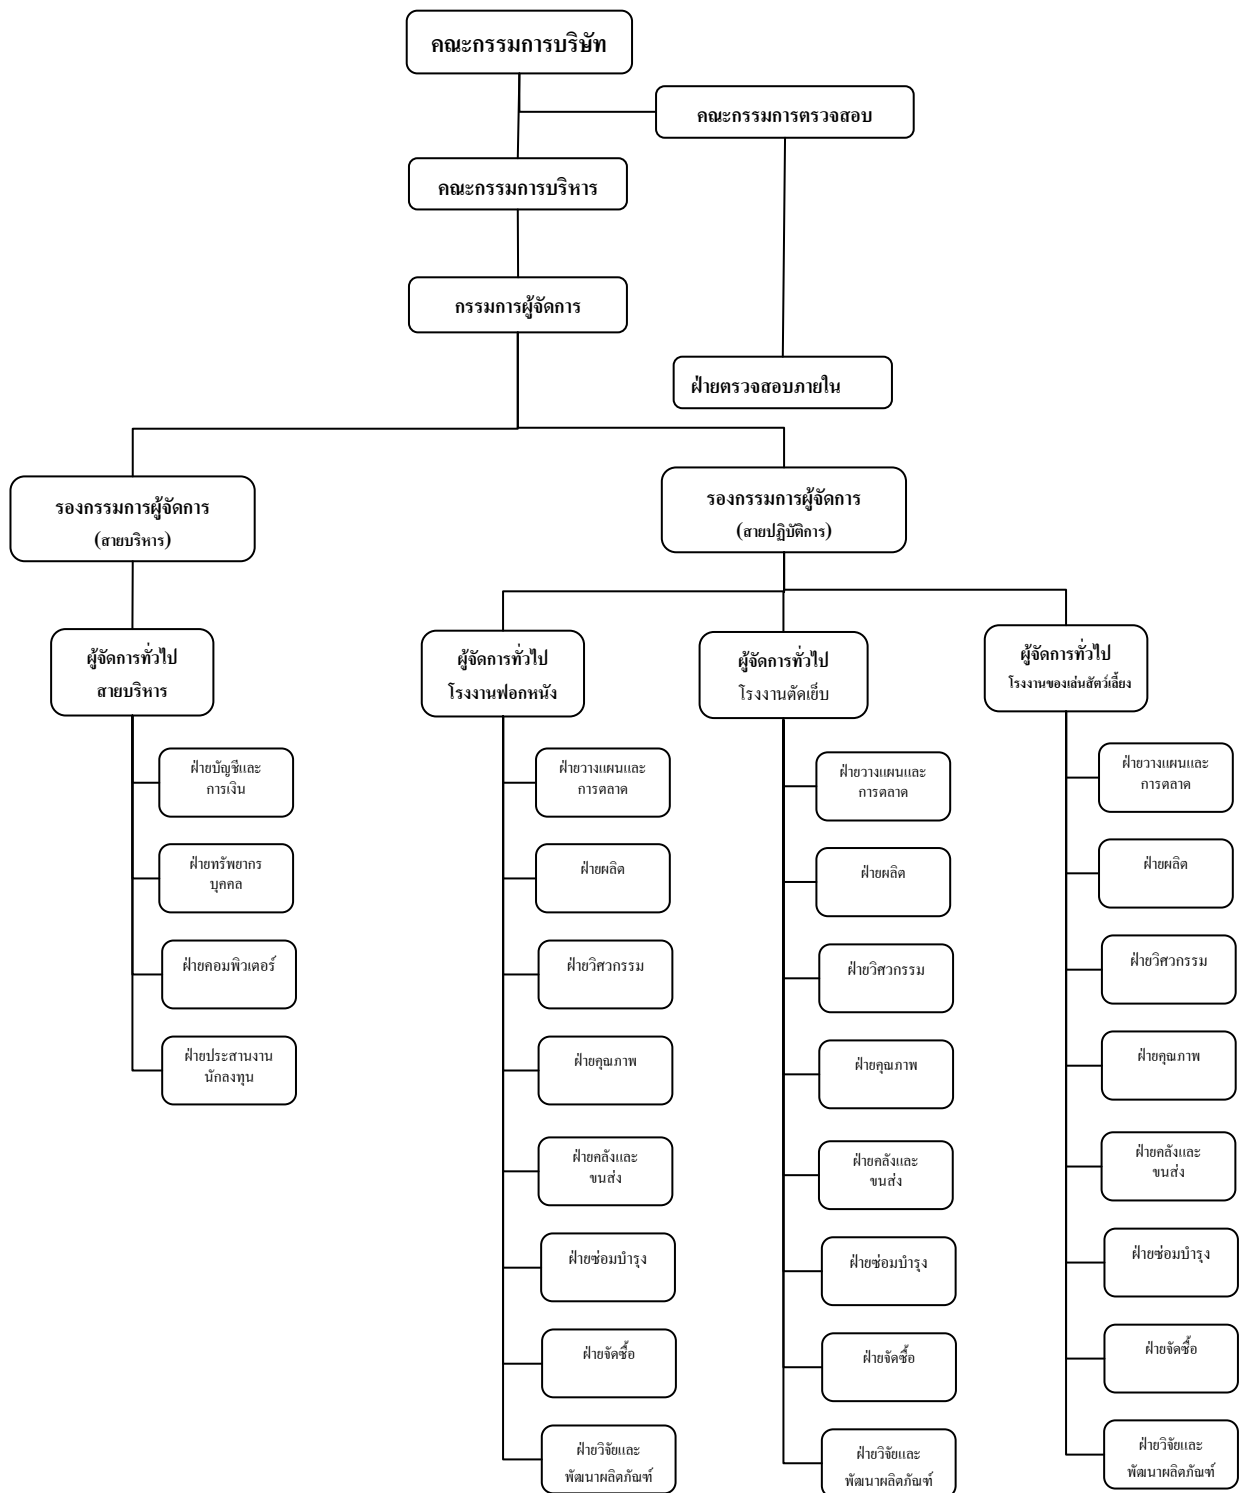 คณะกรรมการบริษัท
คณะกรรมการตรวจสอบ
คณะกรรมการบริหาร
กรรมการผู้จัดการ
ฝ่ายตรวจสอบภายใน
รองกรรมการผู้จัดการ
(สายบริหาร)
รองกรรมการผู้จัดการ
(สายปฏิบัติการ)
ผู้จัดการทั่วไป
สายบริหาร
ฝ่ายบัญชีและ
การเงิน
ฝ่ายทรัพยากร
บุคคล
ฝ่ายคอมพิวเตอร์
ฝ่ายประสานงาน
นักลงทุน
ผู้จัดการทั่วไป
โรงงานฟอกหนัง
ฝ่ายวางแผนและ
การตลาด
ฝ่ายผลิต
ฝ่ายวิศวกรรม
ฝ่ายคุณภาพ
ฝ่ายคลังและ
ขนส่ง
ฝ่ายซ่อมบำรุง
ฝ่ายจัดซื้อ
ฝ่ายวิจัยและ
พัฒนาผลิตภัณฑ์
ผู้จัดการทั่วไป
โรงงานตัดเย็บ
ฝ่ายวางแผนและ
การตลาด
ฝ่ายผลิต
ฝ่ายวิศวกรรม
ฝ่ายคุณภาพ
ฝ่ายคลังและ
ขนส่ง
ฝ่ายซ่อมบำรุง
ฝ่ายจัดซื้อ
ฝ่ายวิจัยและ
พัฒนาผลิตภัณฑ์
ผู้จัดการทั่วไป
โรงงานของเล่นสัตว์เลี้ยง
ฝ่ายวางแผนและ
การตลาด
ฝ่ายผลิต
ฝ่ายวิศวกรรม
ฝ่ายคุณภาพ
ฝ่ายคลังและ
ขนส่ง
ฝ่ายซ่อมบำรุง
ฝ่ายจัดซื้อ
ฝ่ายวิจัยและ
พัฒนาผลิตภัณฑ์